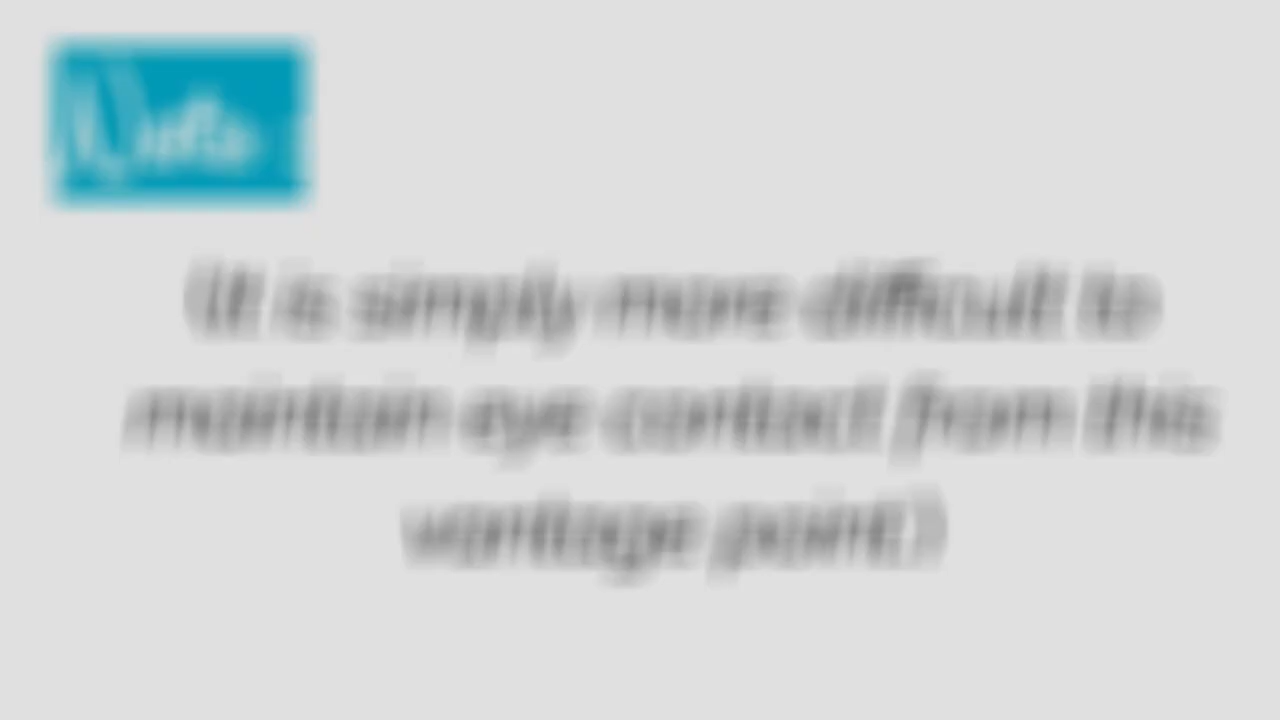 (It is simply more difficult to
maintain eye contact from this
vantage point.)